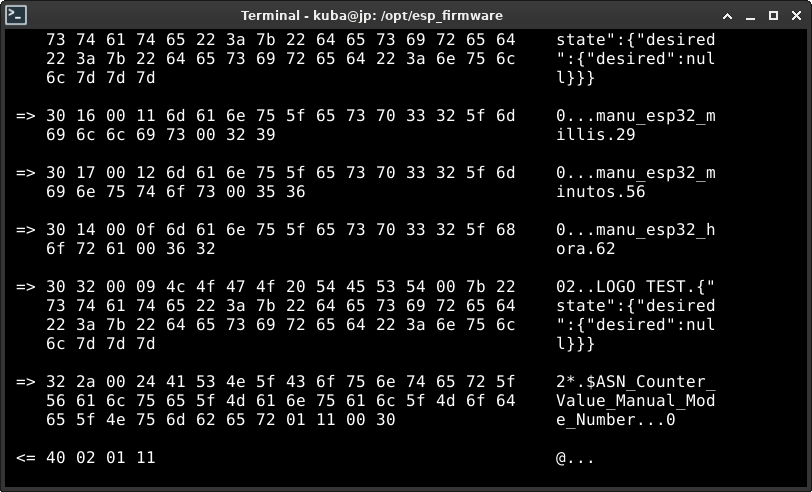 Terminal - kuba@jp: /opt/esp_firmware
73 74 61 74 65 22 3a 7b 22 64 65 73 69 72 65 64 state":{"desired
22 3a 7b 22 64 65 73 69 72 65 64 22 3a 6e 75 6c ":{"desired":nul
6c 7d 7d 7d l}}}
=> 30 16 00 11 6d 61 6e 75 5f 65 73 70 33 32 5f 6d 0...manu_esp32_m
69 6c 6c 69 73 00 32 39 illis.29
=> 30 17 00 12 6d 61 6e 75 5f 65 73 70 33 32 5f 6d 0...manu_esp32_m
69 6e 75 74 6f 73 00 35 36 inutos.56
=> 30 14 00 0f 6d 61 6e 75 5f 65 73 70 33 32 5f 68 0...manu_esp32_h
6f 72 61 00 36 32 ora.62
=> 30 32 00 09 4c 4f 47 4f 20 54 45 53 54 00 7b 22 02..LOGO TEST.{"
73 74 61 74 65 22 3a 7b 22 64 65 73 69 72 65 64 state":{"desired
22 3a 7b 22 64 65 73 69 72 65 64 22 3a 6e 75 6c ":{"desired":nul
6c 7d 7d 7d l}}}
=> 32 2a 00 24 41 53 4e 5f 43 6f 75 6e 74 65 72 5f 2*.$ASN_Counter_
56 61 6c 75 65 5f 4d 61 6e 75 61 6c 5f 4d 6f 64 Value_Manual_Mod
65 5f 4e 75 6d 62 65 72 01 11 00 30 e_Number...0
<= 40 02 01 11 @...